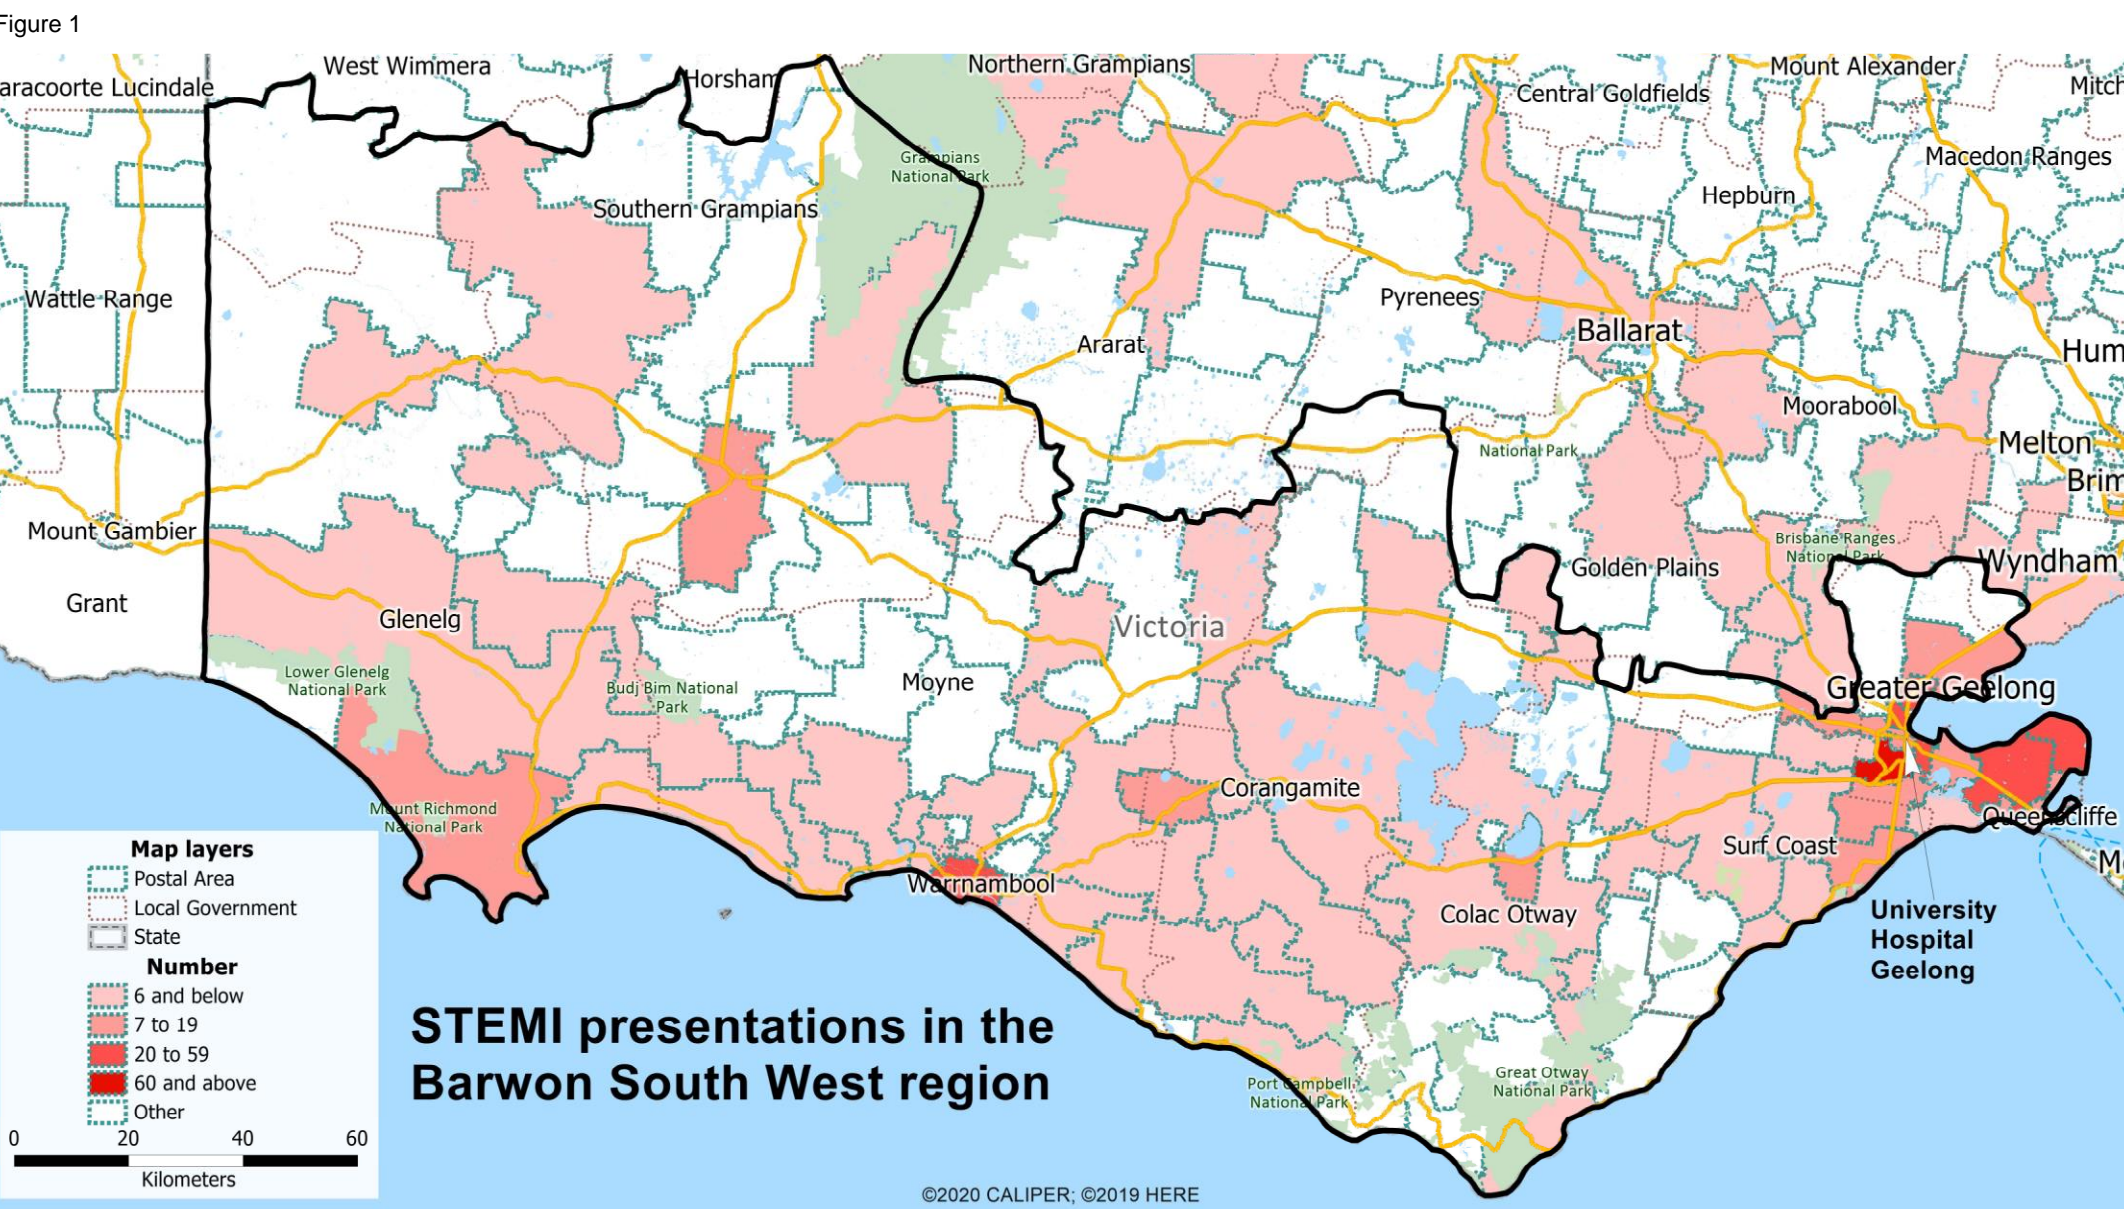 Figure 1
West Wimmera
Horsham
Northern Grampians
Mount Alexander
Central Goldfields
Mitch
aracoorte Lucindale
Grampians
National Park
Macedon Ranges
Hepburn
Southern Grampians
Wattle Range
Pyrenees
Ballarat
Ararat
Hum
Moorabool
Melton
National Park
Brim
Mount Gambier
Brisbane Ranges
National Park
Wyndham
Golden Plains
Grant
Glenelg
Victoria
Lower Glenelg
National Park
Budj Bim National
Park
Moyne
Greater Geelong
Corangamite
Mount Richmond
National Park
Queenscliffe
Surf Coast
M
Warrnambool
Colac Otway
University
Hospital
Geelong
Map layers
Postal Area
Local Government
State
Number
6 and below
7 to 19
20 to 59
60 and above
Other
0 20 40 60
Kilometers
STEMI presentations in the
Barwon South West region
Port Campbell
National Park
Great Otway
National Park
©2020 CALIPER; ©2019 HERE